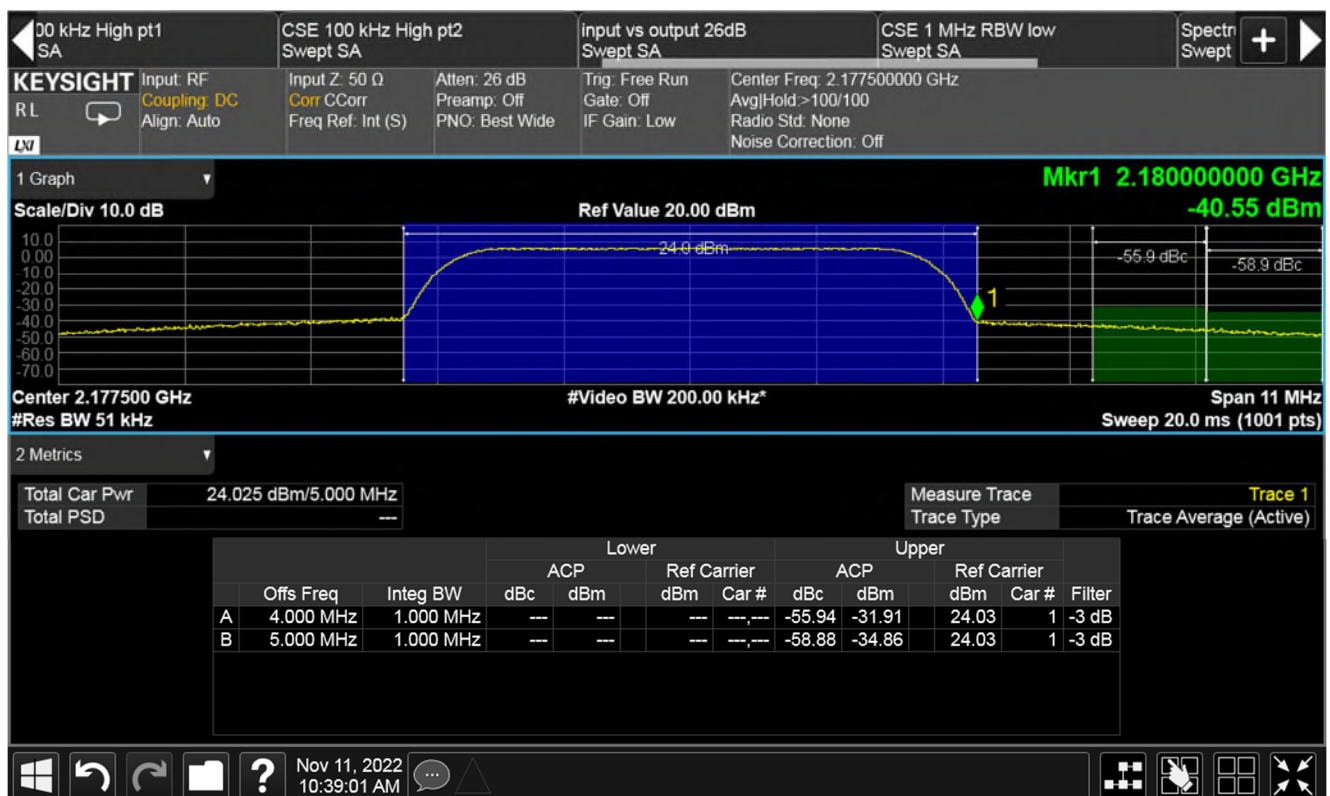 00 kHz High pt1 CSE 100 kHz High pt2 input vs output 26dB CSE 1 MHz RBW low Spectr
SA Swept SA Swept SA Swept SA Swept
KEYSIGHT Input: RF Input Z: 50 Ω Atten: 26 dB Trig: Free Run Center Freq: 2.177500000 GHz
Coupling: DC Corr CCorr Preamp: Off Gate: Off Avg|Hold:>100/100
R L Align: Auto Freq Ref: Int (S) PNO: Best Wide IF Gain: Low Radio Std: None
LXI Noise Correction: Off
1 Graph Mkr1 2.180000000 GHz
Scale/Div 10.0 dB Ref Value 20.00 dBm -40.55 dBm
10.0
0.00 24.0 dBm -55.9 dBc -58.9 dBc
-10.0
-20.0
-30.0 1
-40.0
-50.0
-60.0
-70.0
Center 2.177500 GHz #Video BW 200.00 kHz* Span 11 MHz
#Res BW 51 kHz Sweep 20.0 ms (1001 pts)
2 Metrics
Total Car Pwr 24.025 dBm/5.000 MHz Measure Trace Trace 1
Total PSD --- Trace Type Trace Average (Active)
Lower Upper
ACP Ref Carrier ACP Ref Carrier
Offs Freq Integ BW dBc dBm dBm Car # dBc dBm dBm Car # Filter
A 4.000 MHz 1.000 MHz --- --- --- ---,--- -55.94 -31.91 24.03 1 -3 dB
B 5.000 MHz 1.000 MHz --- --- --- ---,--- -58.88 -34.86 24.03 1 -3 dB
? Nov 11, 2022
10:39:01 AM